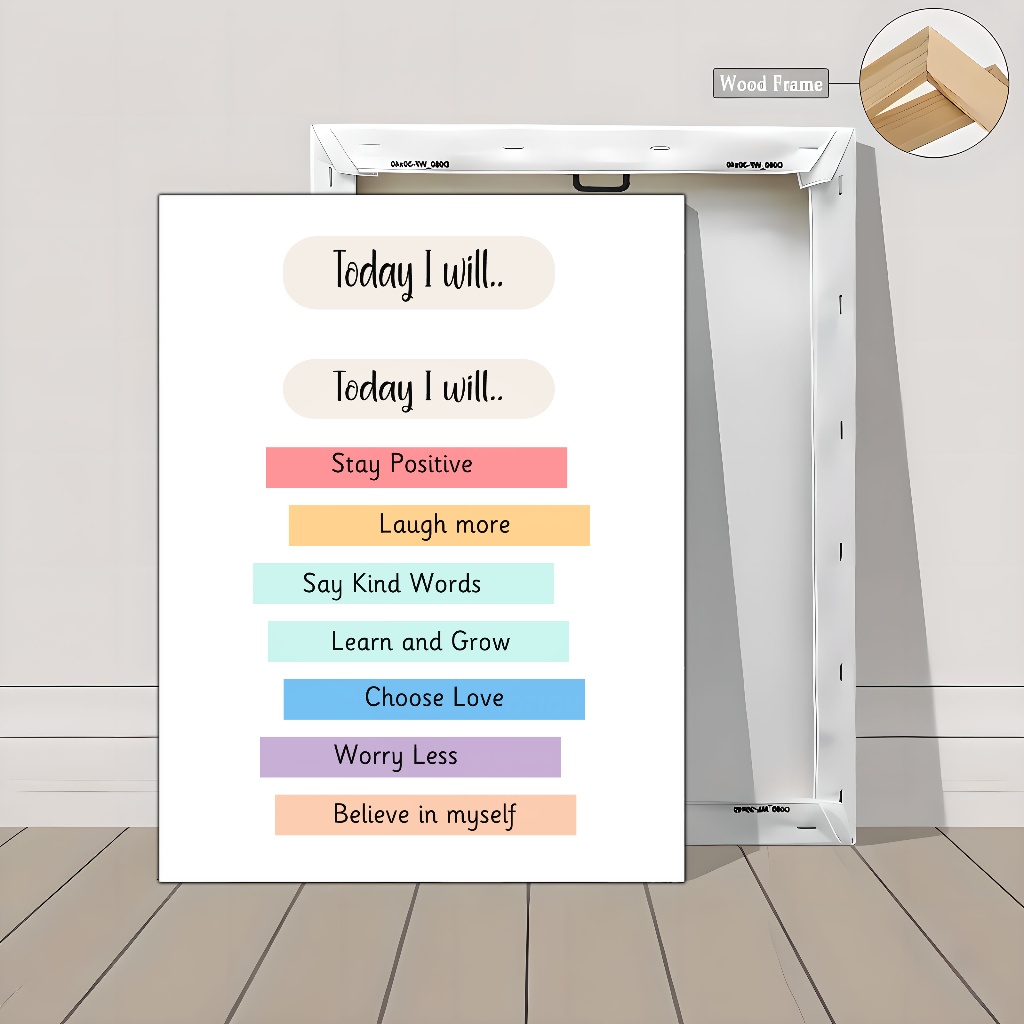 Wood Frame
Today I will..
Today I will..
Stay Positive
Laugh more
Say Kind Words
Learn and Grow
Choose Love
Worry Less
Believe in myself